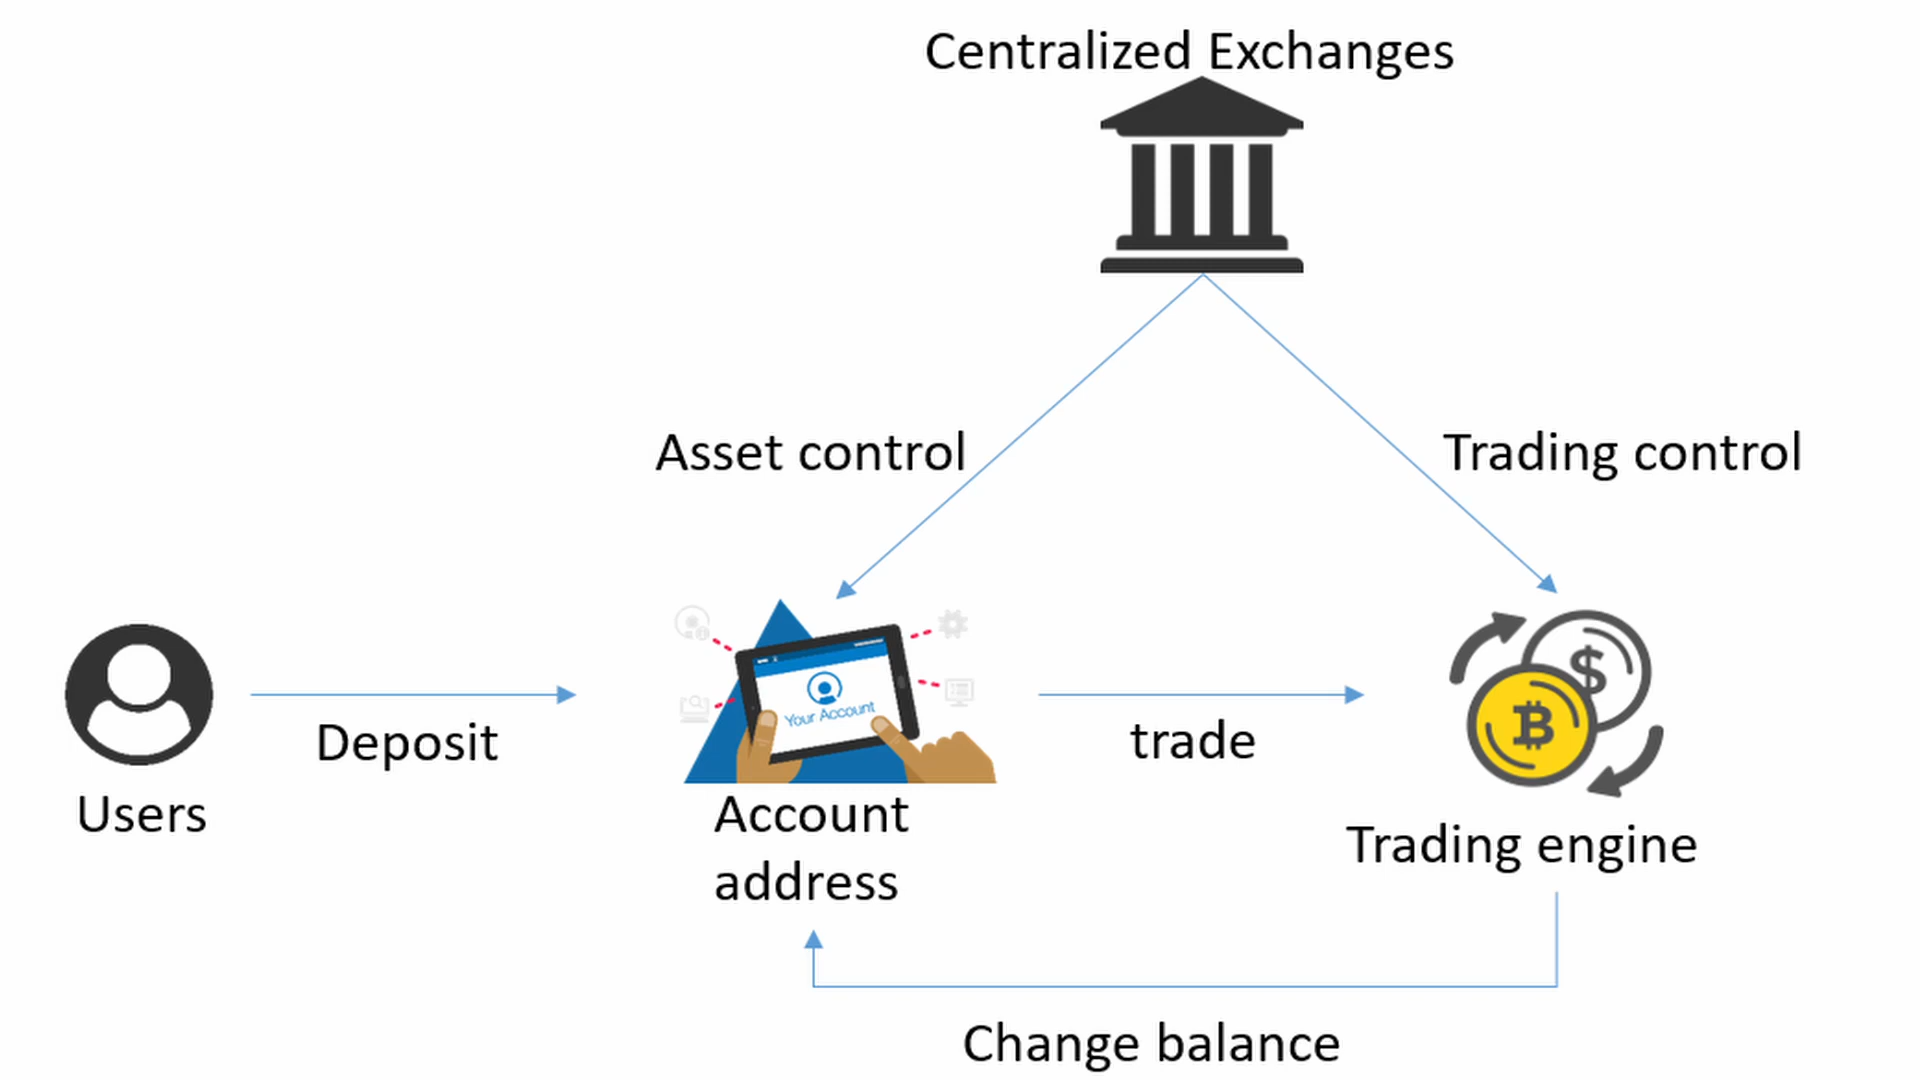 Centralized Exchanges
Asset control
Trading control
Deposit
Your Account
trade
$
B
Users
Account
address
Trading engine
Change balance